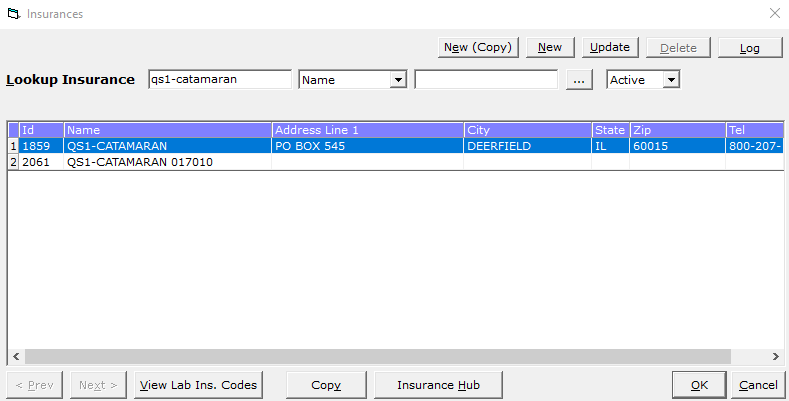 Insurances
New (Copy) New Update Delete Log
Lookup Insurance qs1-catamaran Name ... Active
Id Name Address Line 1 City State Zip Tel
1 1859 QS1-CATAMARAN PO BOX 545 DEERFIELD IL 60015 800-207-
2 2061 QS1-CATAMARAN 017010
< Prev Next > View Lab Ins. Codes Copy Insurance Hub OK Cancel